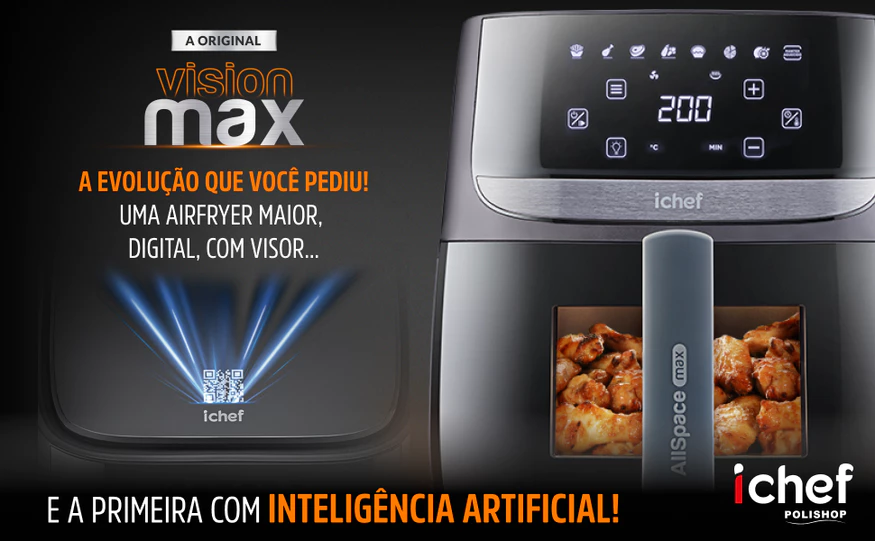 A ORIGINAL
vision
max
A EVOLUÇÃO QUE VOCÊ PEDIU!
UMA AIRFRYER MAIOR,
DIGITAL, COM VISOR...
ichef
200
°C
MIN
ichef
AllSpace max
E A PRIMEIRA COM INTELIGÊNCIA ARTIFICIAL!
ichef
POLISHOP